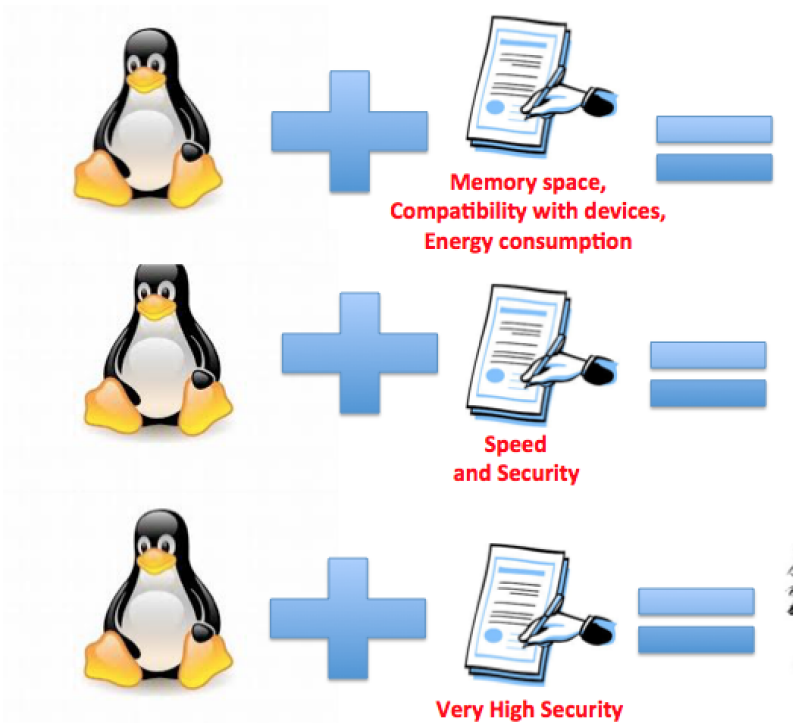 Memory space,
Compatibility with devices,
Energy consumption
Speed
and Security
Very High Security